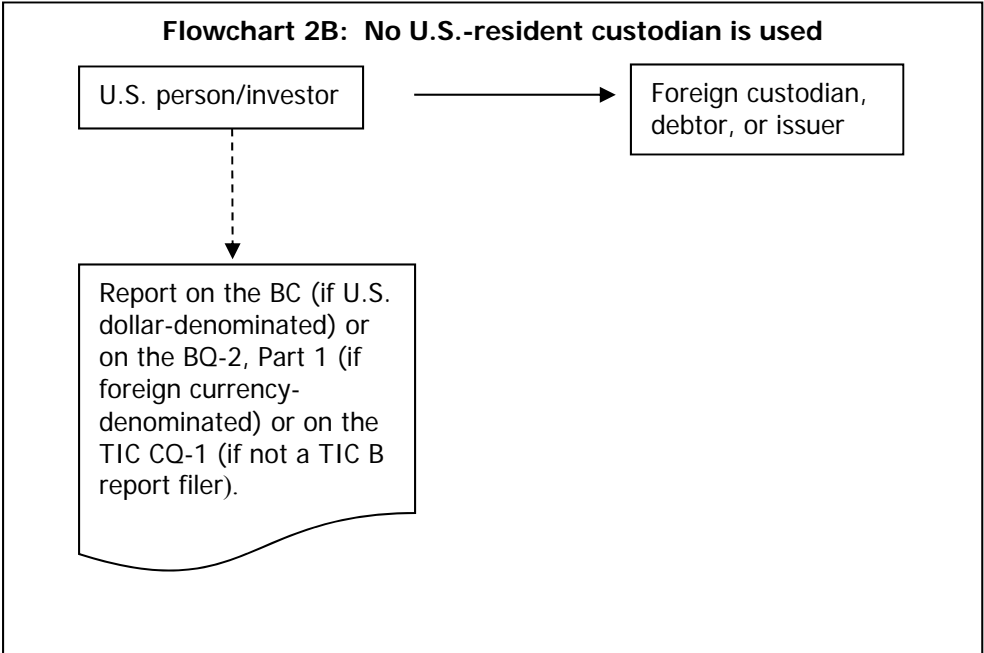 Flowchart 2B: No U.S.-resident custodian is used
U.S. person/investor
Foreign custodian,
debtor, or issuer
Report on the BC (if U.S.
dollar-denominated) or
on the BQ-2, Part 1 (if
foreign currency-
denominated) or on the
TIC CQ-1 (if not a TIC B
report filer).